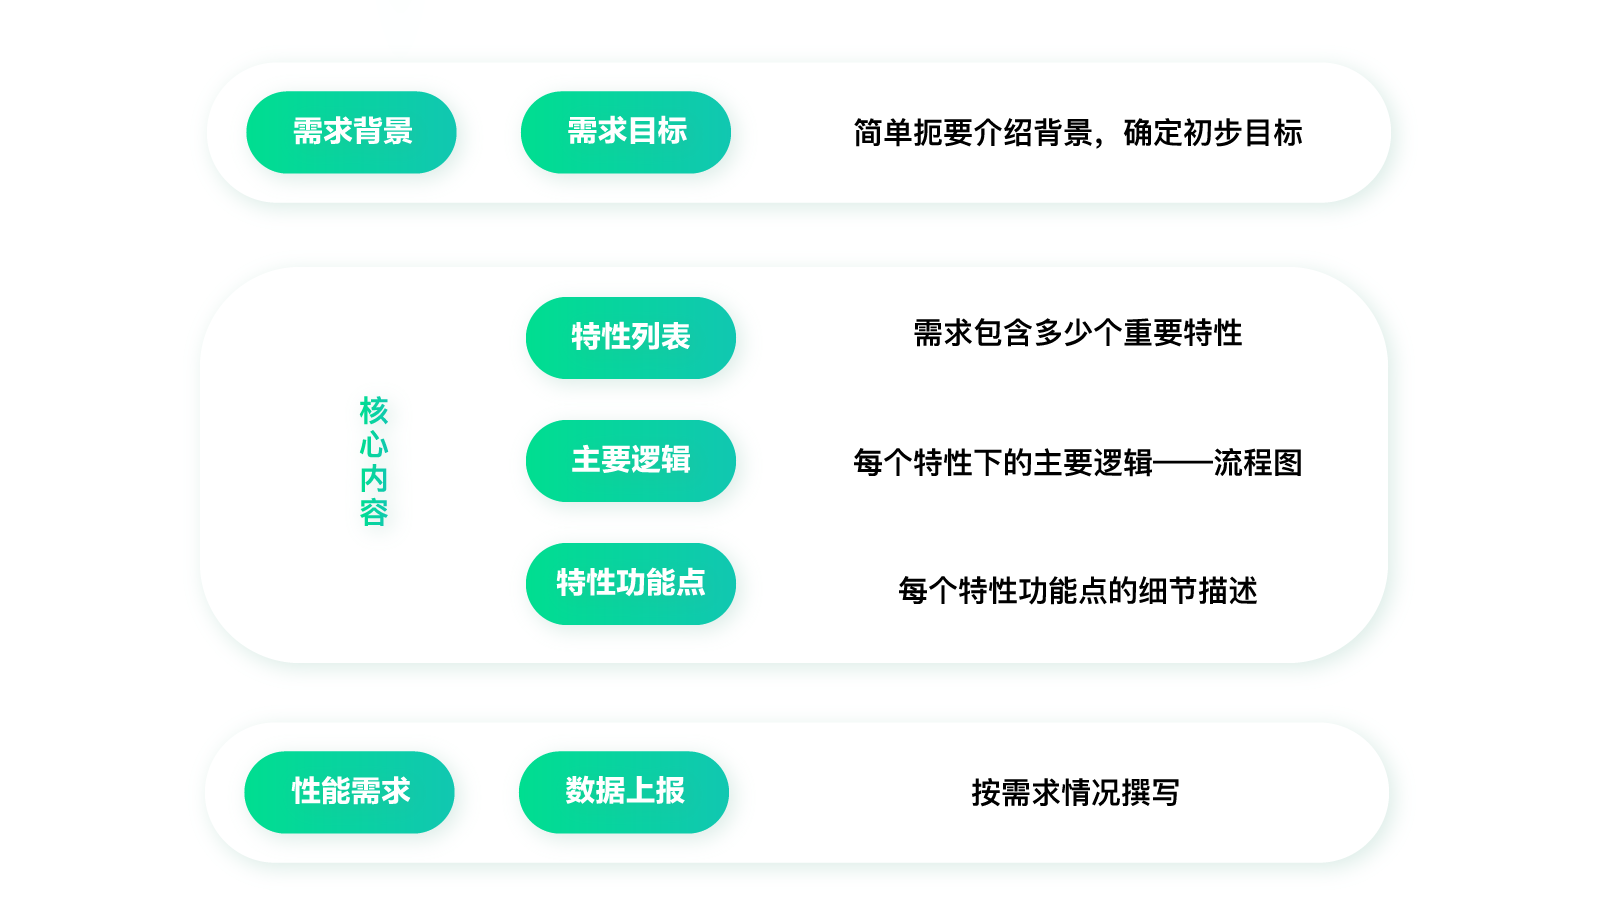 需求背景
需求目标
简单扼要介绍背景，确定初步目标
核心内容
特性列表
需求包含多少个重要特性
主要逻辑
每个特性下的主要逻辑——流程图
特性功能点
每个特性功能点的细节描述
性能需求
数据上报
按需求情况撰写